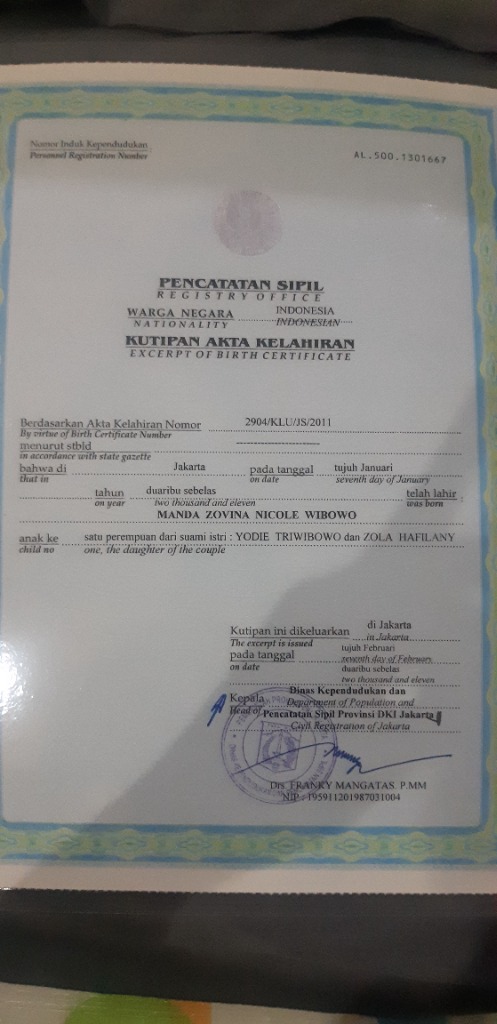 Nomor Induk Kependudukan
Personnel Registration Number
AL.500.1301667
PENCATATAN SIPIL
REGISTRY OFFICE
WARGA NEGARA INDONESIA
NATIONALITY INDONESIAN
KUTIPAN AKTA KELAHIRAN
EXCERPT OF BIRTH CERTIFICATE
Berdasarkan Akta Kelahiran Nomor 2904/KLU/JS/2011
By virtue of Birth Certificate Number
menurut stbld
in accordance with state gazette
bahwa di Jakarta pada tanggal tujuh Januari
that in on date seventh day of January
tahun duaribu sebelas telah lahir :
on year two thousand and eleven was born
MANDA ZOVINA NICOLE WIBOWO
anak ke satu perempuan dari suami istri : YODIE TRIWIBOWO dan ZOLA HAFILANY
child no one, the daughter of the couple
Kutipan ini dikeluarkan di Jakarta
The excerpt is issued in Jakarta
pada tanggal tujuh Februari
on date seventh day of February
duaribu sebelas
two thousand and eleven
Kepala Dinas Kependudukan dan
Head of Department of Population and
Pencatatan Sipil Provinsi DKI Jakarta
Civil Registration of Jakarta
Drs. FRANKY MANGATAS. P.MM
NIP : 195911201987031004